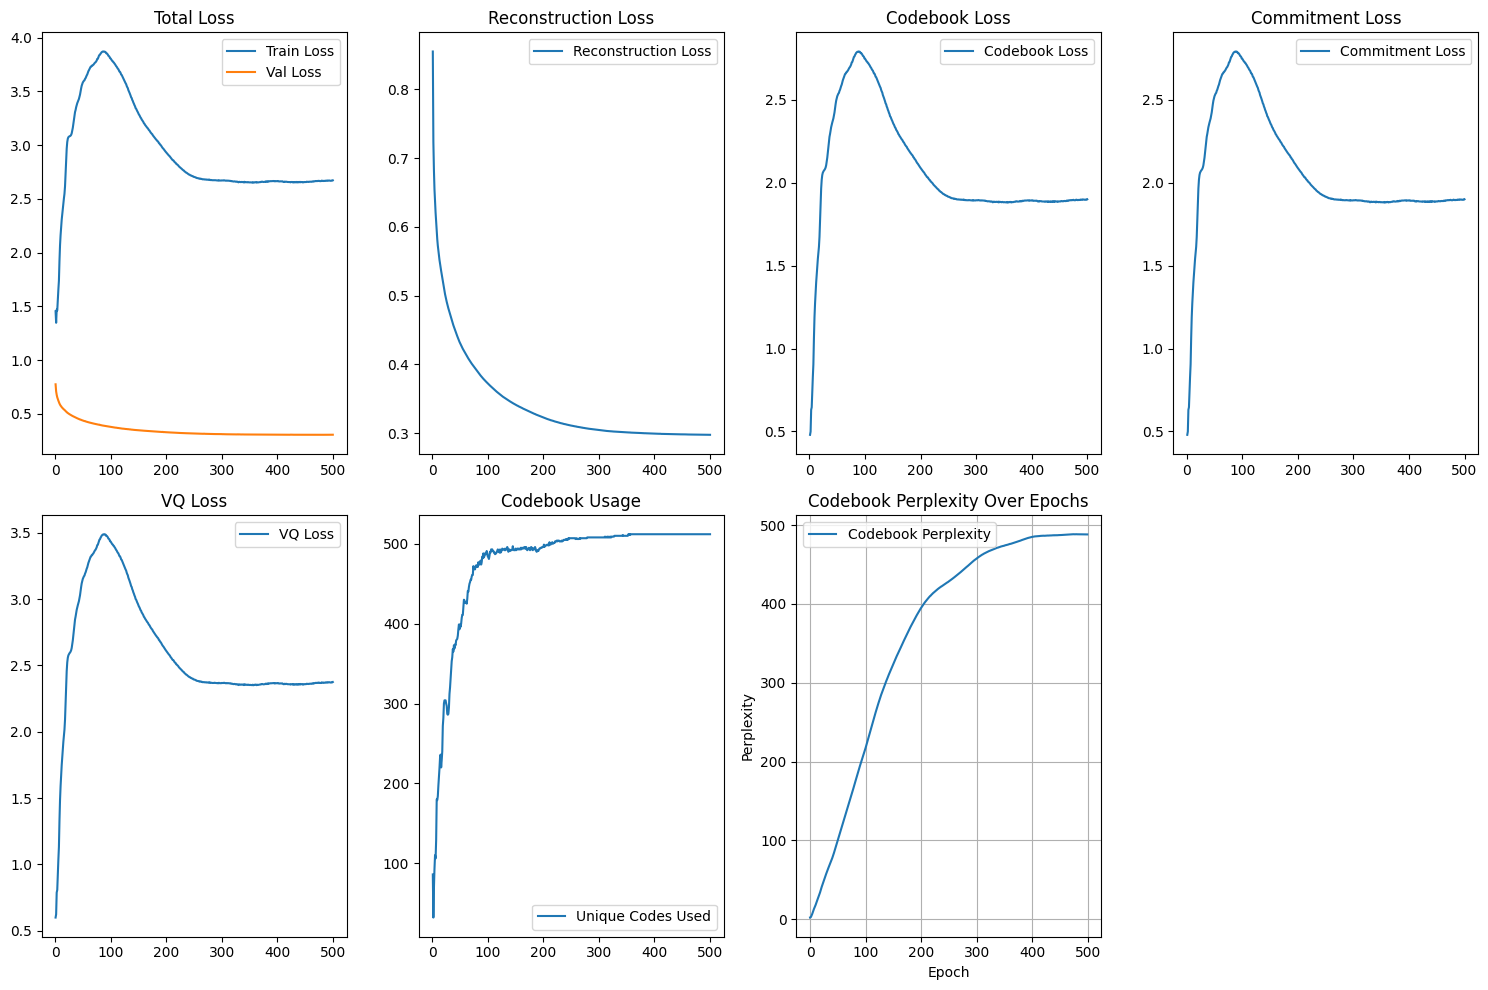 Total Loss
Train Loss
Val Loss
4.0
3.5
3.0
2.5
2.0
1.5
1.0
0.5
0 100 200 300 400 500
Reconstruction Loss
Reconstruction Loss
0.8
0.7
0.6
0.5
0.4
0.3
0 100 200 300 400 500
Codebook Loss
Codebook Loss
2.5
2.0
1.5
1.0
0.5
0 100 200 300 400 500
Commitment Loss
Commitment Loss
2.5
2.0
1.5
1.0
0.5
0 100 200 300 400 500
VQ Loss
VQ Loss
3.5
3.0
2.5
2.0
1.5
1.0
0.5
0 100 200 300 400 500
Codebook Usage
500
400
300
200
100
Unique Codes Used
0 100 200 300 400 500
Codebook Perplexity Over Epochs
Codebook Perplexity
Perplexity
500
400
300
200
100
0
0 100 200 300 400 500
Epoch